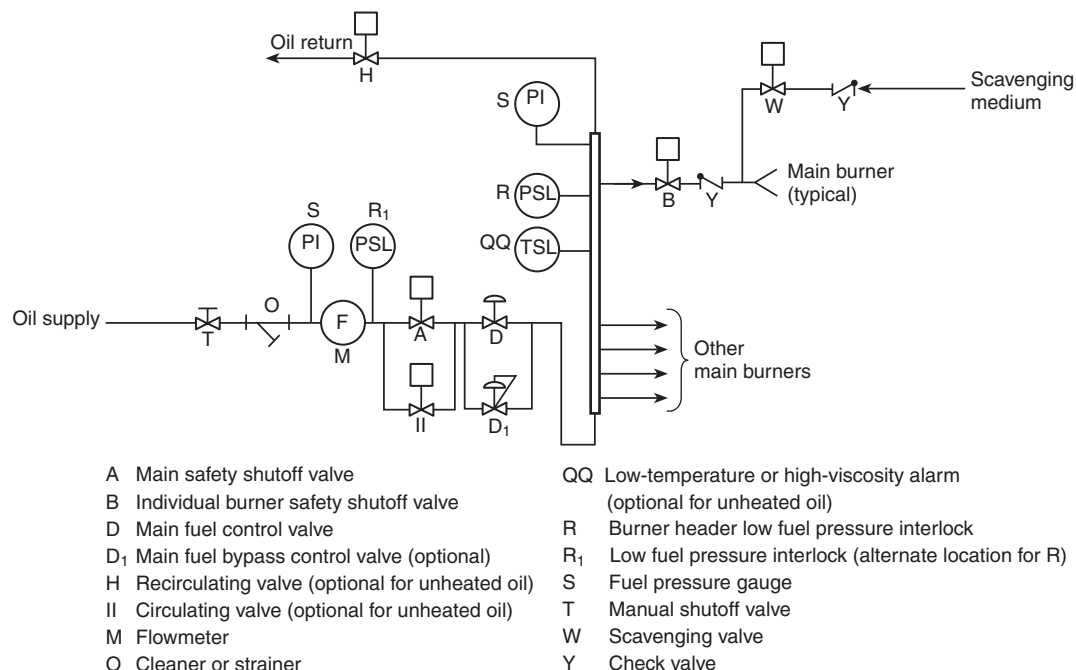 Oil return
H
S
PI
W
Y
Scavenging
medium
B
Y
Main burner
(typical)
R
PSL
QQ
TSL
S
PI
R₁
PSL
Oil supply
T
O
F
M
A
D
II
D₁
Other
main burners
A Main safety shutoff valve
B Individual burner safety shutoff valve
D Main fuel control valve
D₁ Main fuel bypass control valve (optional)
H Recirculating valve (optional for unheated oil)
II Circulating valve (optional for unheated oil)
M Flowmeter
O Cleaner or strainer
QQ Low-temperature or high-viscosity alarm
(optional for unheated oil)
R Burner header low fuel pressure interlock
R₁ Low fuel pressure interlock (alternate location for R)
S Fuel pressure gauge
T Manual shutoff valve
W Scavenging valve
Y Check valve